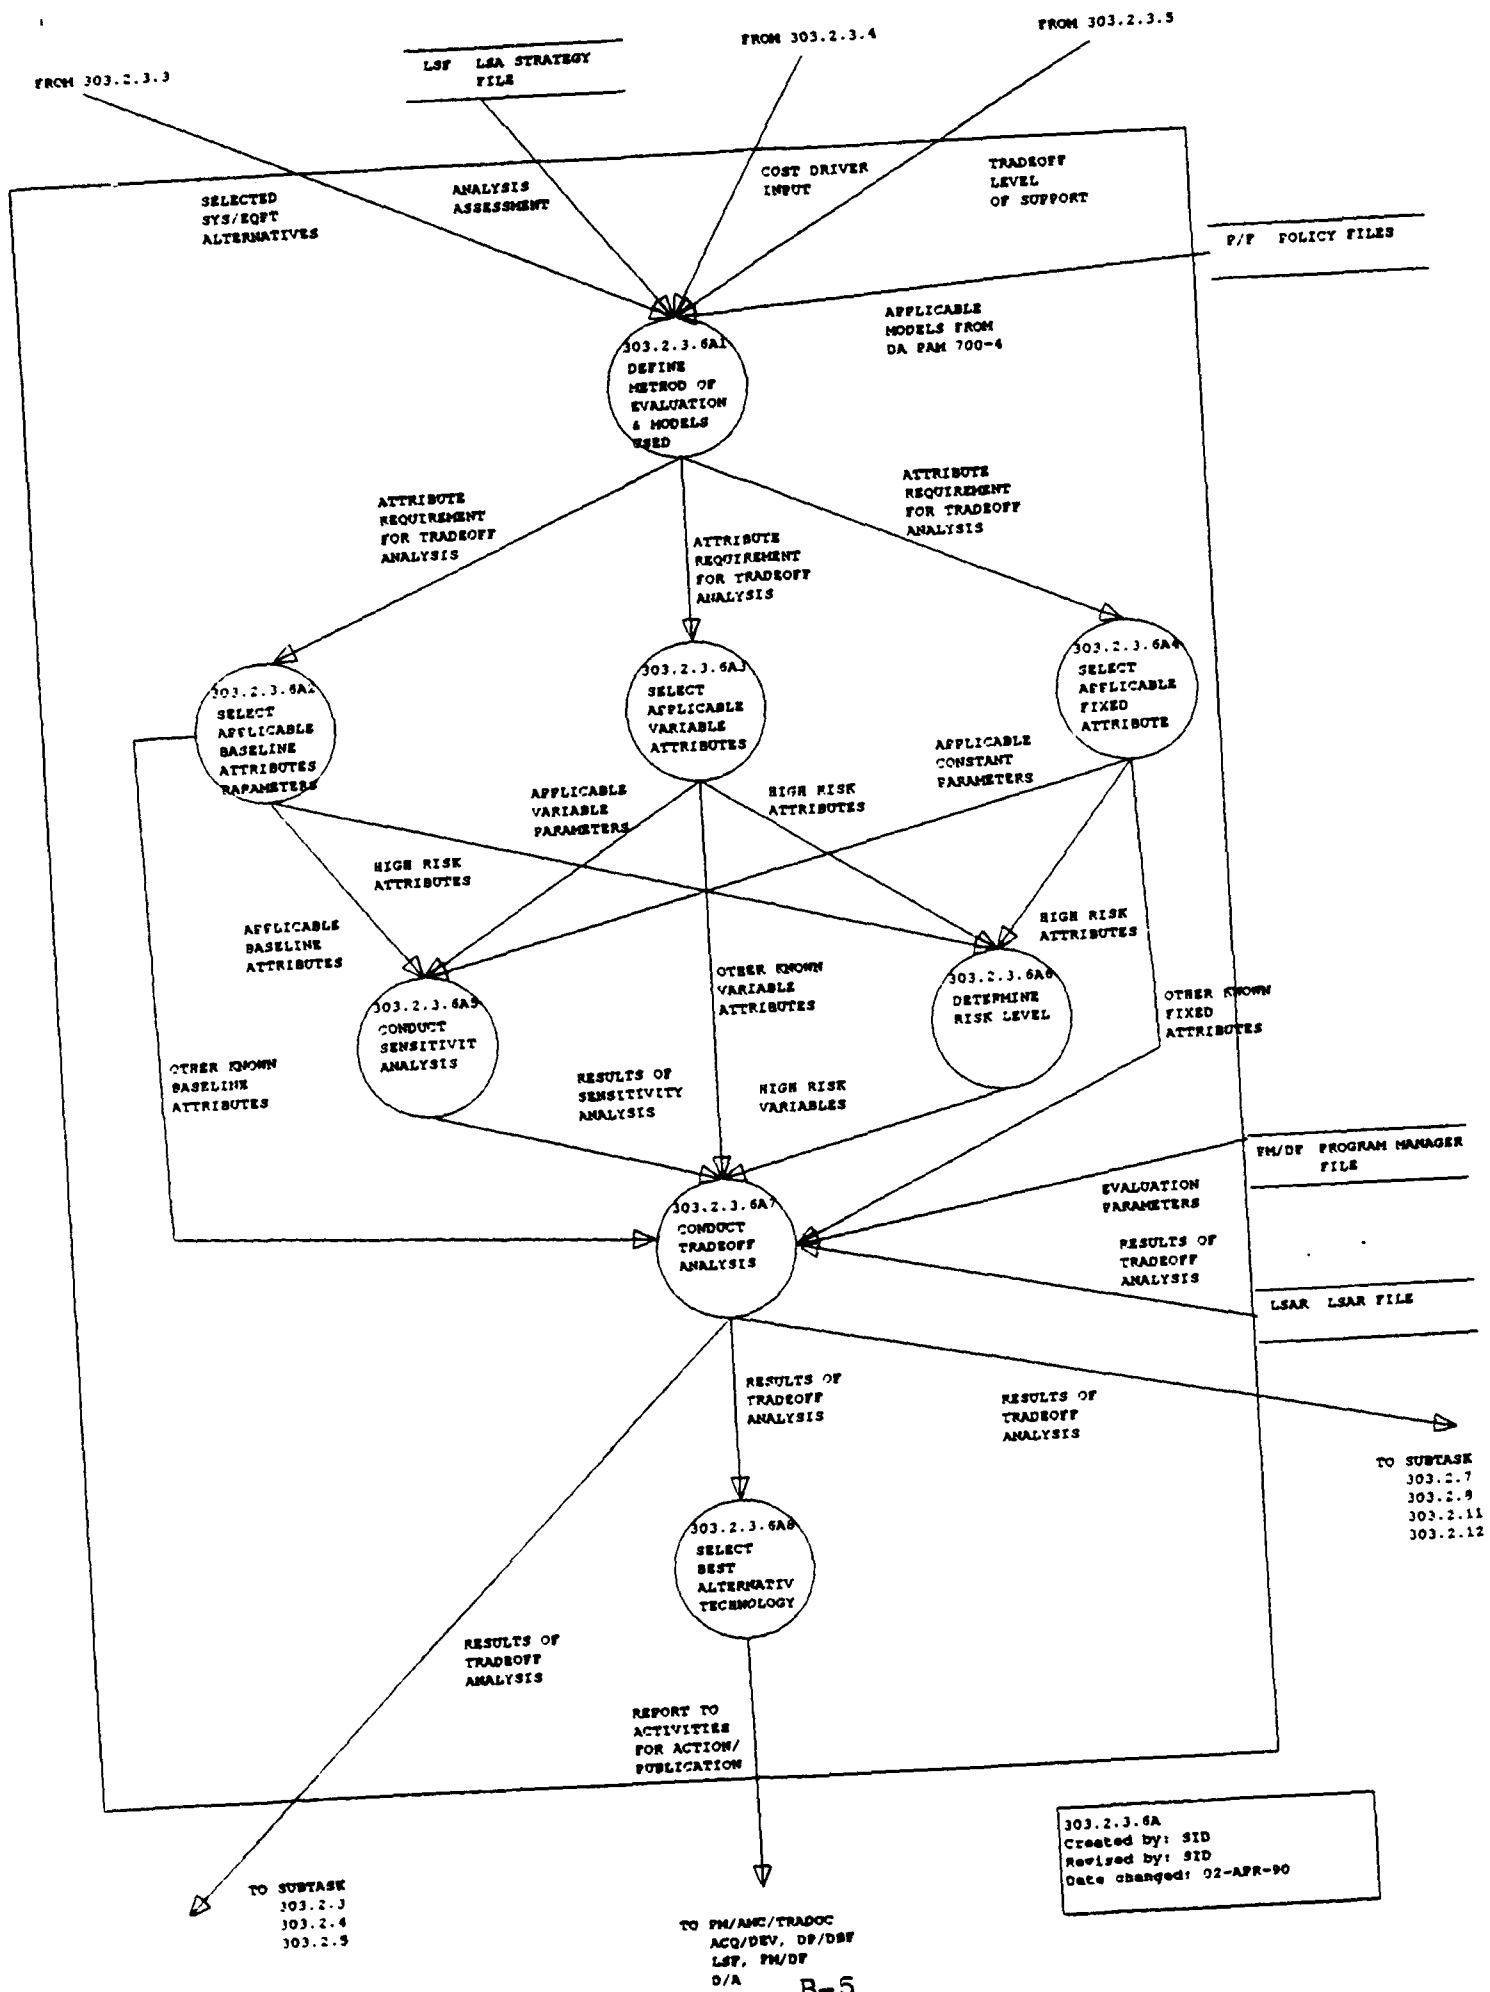 FROM 303.2.3.3
LSF LSA STRATEGY
FILE
FROM 303.2.3.4
FROM 303.2.3.5
SELECTED
SYS/EQPT
ALTERNATIVES
ANALYSIS
ASSESSMENT
COST DRIVER
INPUT
TRADEOFF
LEVEL
OF SUPPORT
P/F POLICY FILES
APPLICABLE
MODELS FROM
DA PAM 700-4
303.2.3.6A1
DEFINE
METHOD OF
EVALUATION
& MODELS
USED
ATTRIBUTE
REQUIREMENT
FOR TRADEOFF
ANALYSIS
ATTRIBUTE
REQUIREMENT
FOR TRADEOFF
ANALYSIS
ATTRIBUTE
REQUIREMENT
FOR TRADEOFF
ANALYSIS
303.2.3.6A2
SELECT
APPLICABLE
BASELINE
ATTRIBUTES
PARAMETERS
303.2.3.6A3
SELECT
APPLICABLE
VARIABLE
ATTRIBUTES
303.2.3.6A4
SELECT
APPLICABLE
FIXED
ATTRIBUTE
APPLICABLE
VARIABLE
PARAMETERS
HIGH RISK
ATTRIBUTES
APPLICABLE
CONSTANT
PARAMETERS
HIGH RISK
ATTRIBUTES
APPLICABLE
BASELINE
ATTRIBUTES
HIGH RISK
ATTRIBUTES
303.2.3.6A5
CONDUCT
SENSITIVIT
ANALYSIS
OTHER KNOWN
VARIABLE
ATTRIBUTES
303.2.3.6A6
DETERMINE
RISK LEVEL
OTHER KNOWN
FIXED
ATTRIBUTES
OTHER KNOWN
BASELINE
ATTRIBUTES
RESULTS OF
SENSITIVITY
ANALYSIS
HIGH RISK
VARIABLES
PM/DF PROGRAM MANAGER
FILE
303.2.3.6A7
CONDUCT
TRADEOFF
ANALYSIS
EVALUATION
PARAMETERS
RESULTS OF
TRADEOFF
ANALYSIS
LSAR LSAR FILE
RESULTS OF
TRADEOFF
ANALYSIS
RESULTS OF
TRADEOFF
ANALYSIS
TO SUBTASK
303.2.7
303.2.9
303.2.11
303.2.12
303.2.3.6A8
SELECT
BEST
ALTERNATIV
TECHNOLOGY
RESULTS OF
TRADEOFF
ANALYSIS
REPORT TO
ACTIVITIES
FOR ACTION/
PUBLICATION
303.2.3.6A
Created by: SID
Revised by: SID
Date changed: 02-APR-90
TO SUBTASK
303.2.3
303.2.4
303.2.5
TO PM/AMC/TRADOC
ACQ/DEV, DP/DBF
LSF, PM/DF
D/A
B-5